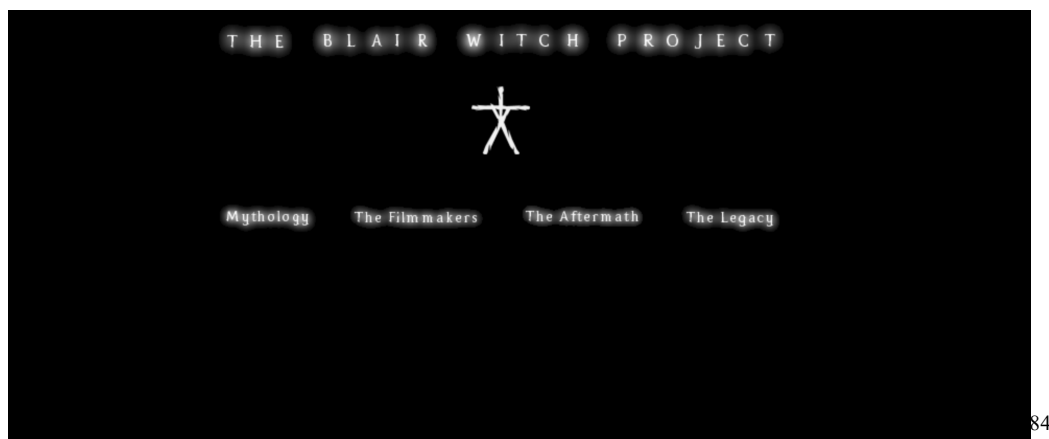 THE BLAIR WITCH PROJECT
Mythology The Filmmakers The Aftermath The Legacy
84